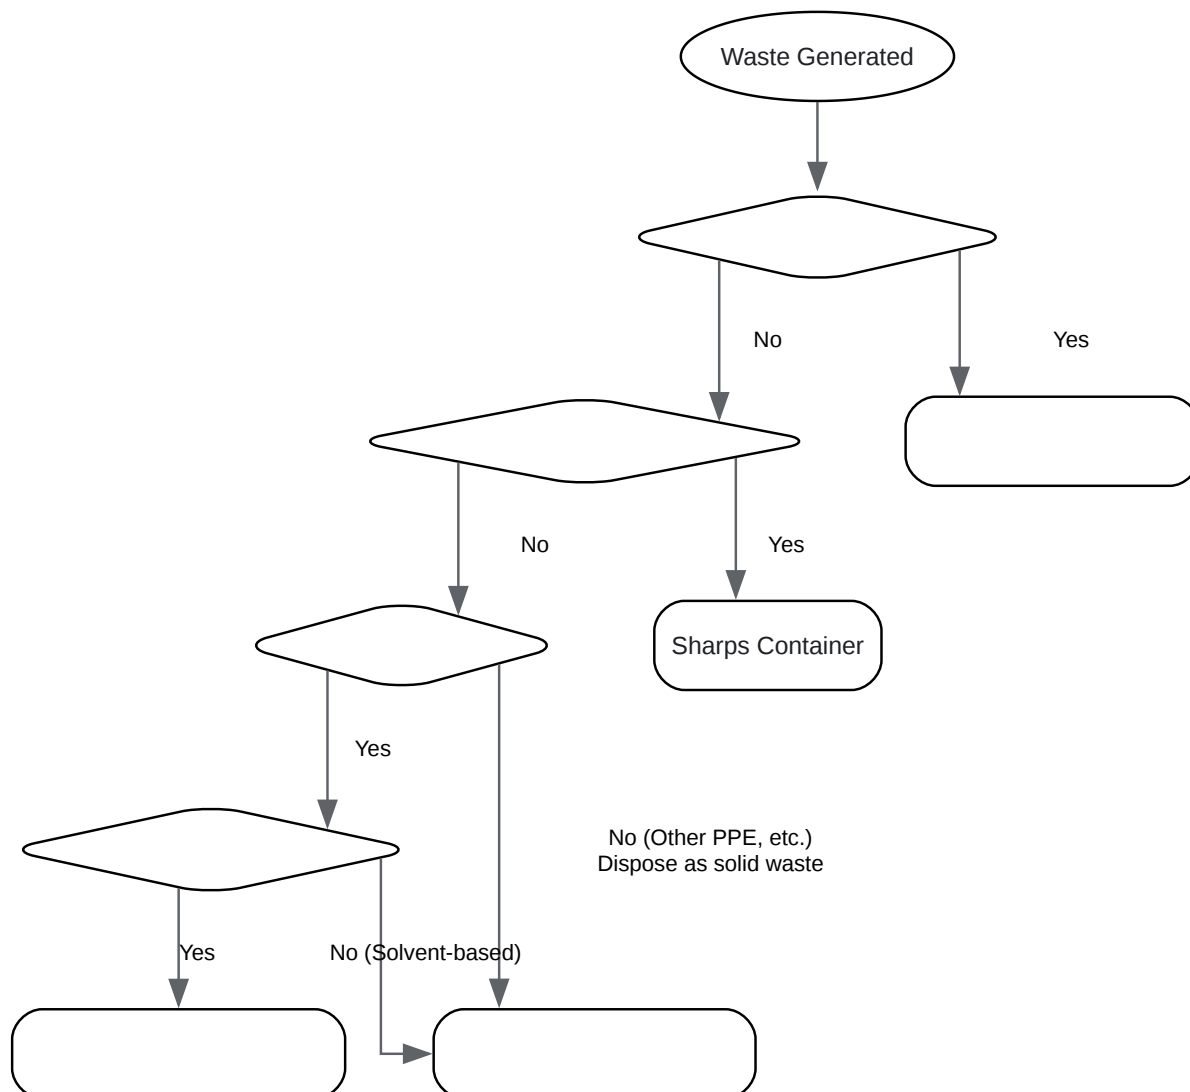 Waste Generated
No
Yes
No
Yes
Sharps Container
Yes
No (Other PPE, etc.)
Dispose as solid waste
Yes
No (Solvent-based)